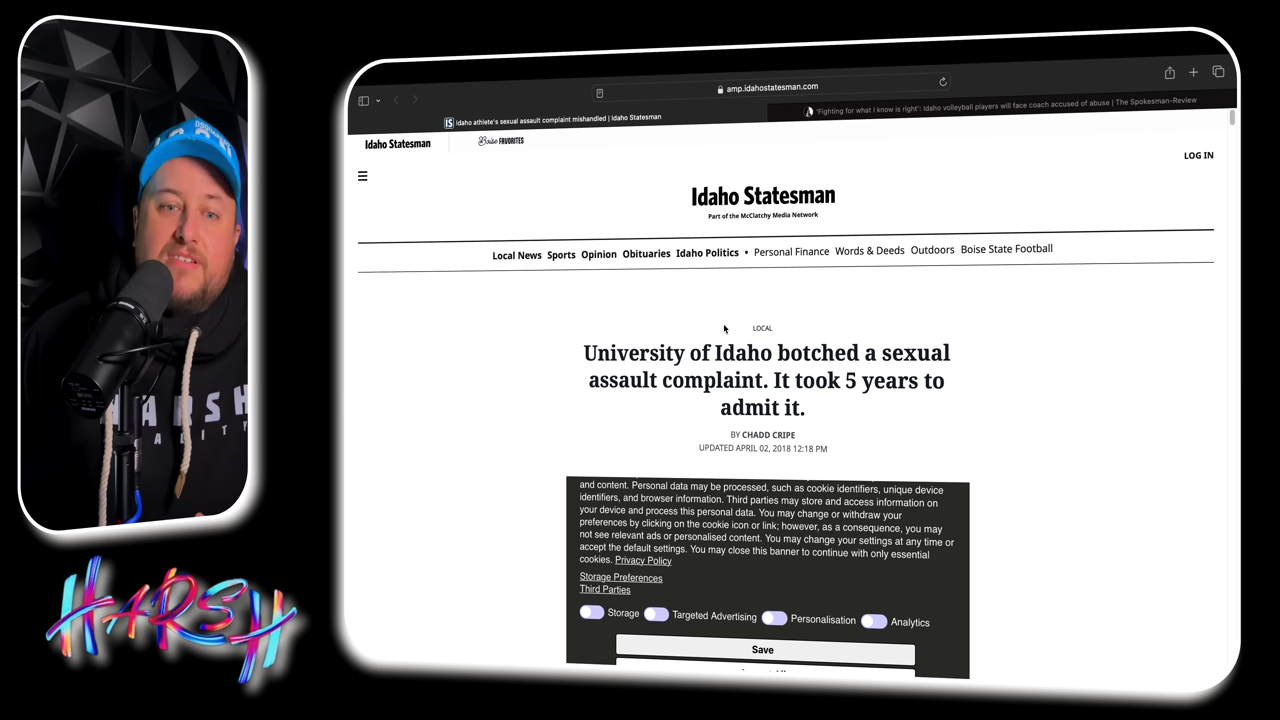 DSQUARED2
HARSH
ALITY
HARSH
amp.idahostatesman.com
Idaho athlete's sexual assault complaint mishandled | Idaho Statesman
'Fighting for what I know is right': Idaho volleyball players will face coach accused of abuse | The Spokesman-Review
Idaho Statesman
Boise FAVORITES
LOG IN
Idaho Statesman
Part of the McClatchy Media Network
Local News Sports Opinion Obituaries Idaho Politics • Personal Finance Words & Deeds Outdoors Boise State Football
LOCAL
University of Idaho botched a sexual
assault complaint. It took 5 years to
admit it.
BY CHADD CRIPE
UPDATED APRIL 02, 2018 12:18 PM
and content. Personal data may be processed, such as cookie identifiers, unique device
identifiers, and browser information. Third parties may store and access information on
your device and process this personal data. You may change or withdraw your
preferences by clicking on the cookie icon or link; however, as a consequence, you may
not see relevant ads or personalised content. You may change your settings at any time or
accept the default settings. You may close this banner to continue with only essential
cookies. Privacy Policy
Storage Preferences
Third Parties
Storage Targeted Advertising Personalisation Analytics
Save